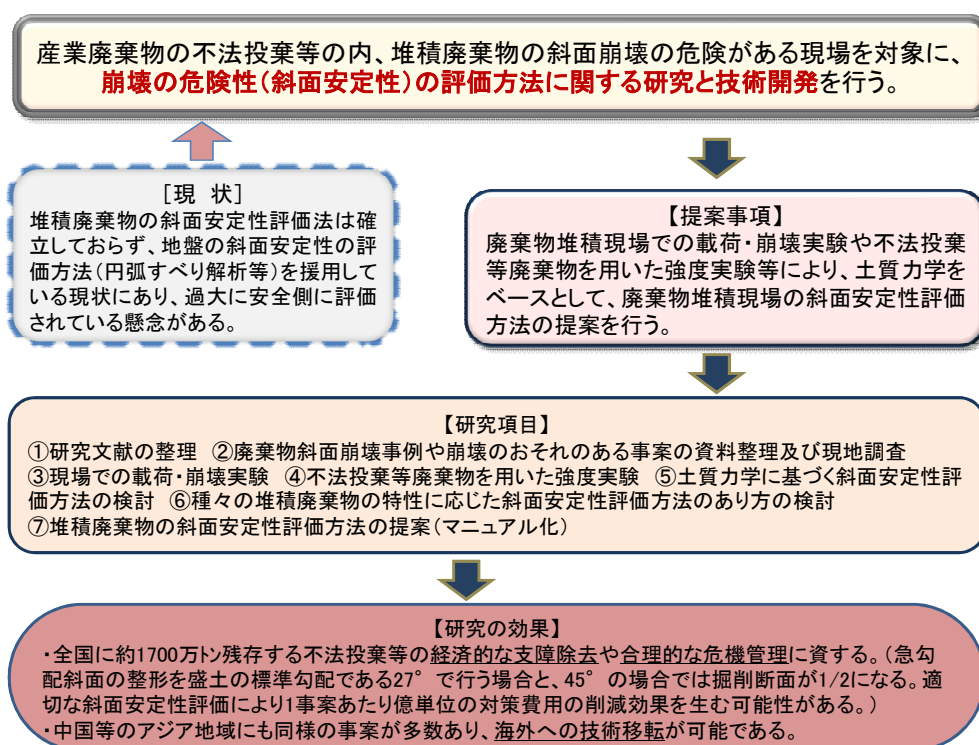 産業廃棄物の不法投棄等の内、堆積廃棄物の斜面崩壊の危険がある現場を対象に、
崩壊の危険性(斜面安定性)の評価方法に関する研究と技術開発を行う。
[現 状]
堆積廃棄物の斜面安定性評価法は確
立しておらず、地盤の斜面安定性の評
価方法(円弧すべり解析等)を援用して
いる現状にあり、過大に安全側に評価
されている懸念がある。
【提案事項】
廃棄物堆積現場での載荷・崩壊実験や不法投棄
等廃棄物を用いた強度実験等により、土質力学を
ベースとして、廃棄物堆積現場の斜面安定性評価
方法の提案を行う。
【研究項目】
①研究文献の整理 ②廃棄物斜面崩壊事例や崩壊のおそれのある事案の資料整理及び現地調査
③現場での載荷・崩壊実験 ④不法投棄等廃棄物を用いた強度実験 ⑤土質力学に基づく斜面安定性評
価方法の検討 ⑥種々の堆積廃棄物の特性に応じた斜面安定性評価方法のあり方の検討
⑦堆積廃棄物の斜面安定性評価方法の提案(マニュアル化)
【研究の効果】
・全国に約1700万トン残存する不法投棄等の経済的な支障除去や合理的な危機管理に資する。(急勾
配斜面の整形を盛土の標準勾配である27°で行う場合と、45°の場合では掘削断面が1/2になる。適
切な斜面安定性評価により1事案あたり億単位の対策費用の削減効果を生む可能性がある。)
・中国等のアジア地域にも同様の事案が多数あり、海外への技術移転が可能である。